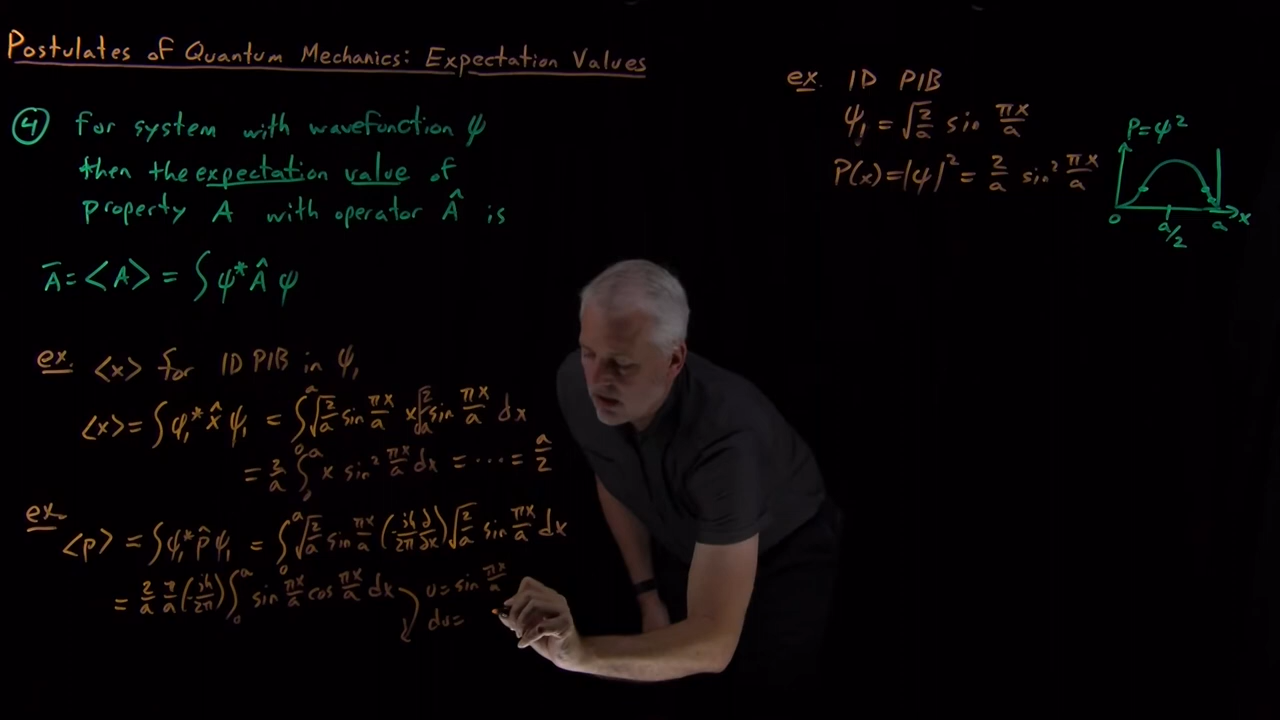 Postulates of Quantum Mechanics: Expectation Values
④ for system with wavefunction ψ
then the expectation value of
property A with operator Â is
Ā = <A> = ∫ψ* Â ψ
ex. <x> for 1D PIB in ψ₁
<x> = ∫ψ₁* x̂ ψ₁ = ∫₀ᵃ √(2/a) sin πx/a x √(2/a) sin πx/a dx
= 2/a ∫₀ᵃ x sin² πx/a dx = ... = a/2
ex. <p> = ∫ψ₁* p̂ ψ₁ = ∫₀ᵃ √(2/a) sin πx/a (-ih/2π ∂/∂x) √(2/a) sin πx/a dx
= 2/a π/a (-ih/2π) ∫₀ᵃ sin πx/a cos πx/a dx
u = sin πx/a
du =
ex. 1D PIB
ψ₁ = √(2/a) sin πx/a
P(x) = |ψ|² = 2/a sin² πx/a
P=ψ²
0 a/2 a x